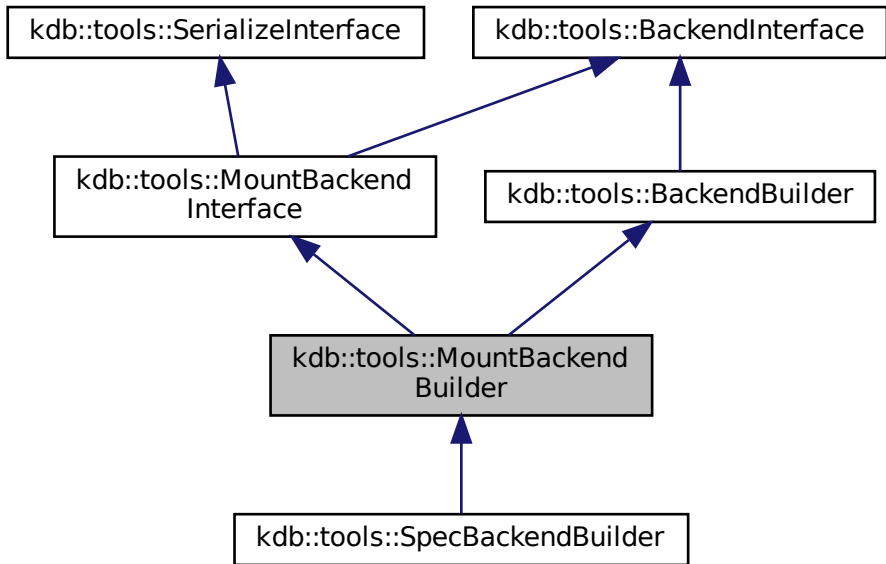 kdb::tools::SerializeInterface
kdb::tools::BackendInterface
kdb::tools::MountBackend
Interface
kdb::tools::BackendBuilder
kdb::tools::MountBackend
Builder
kdb::tools::SpecBackendBuilder